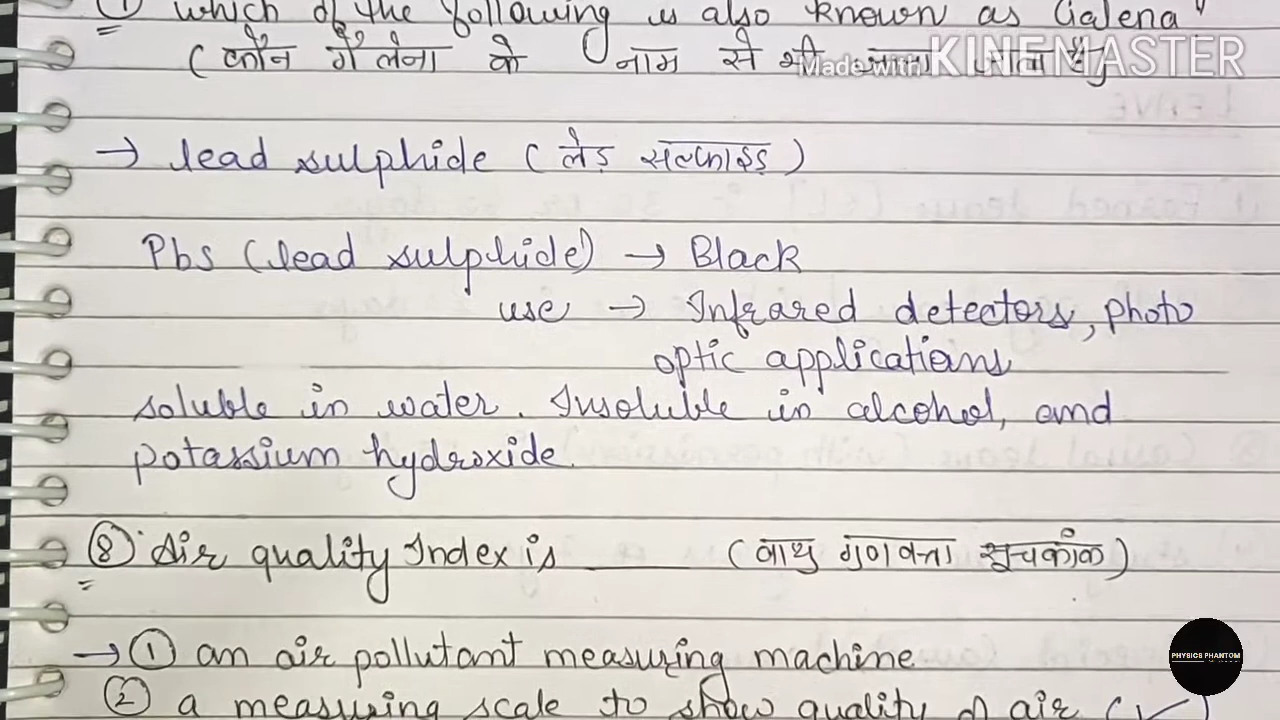 ⑦ which of the following is also known as Galena"
(कौन गैलेना के नाम से भी जाना जाता है)
Made with KINEMASTER
→ lead sulphide (लेड सल्फाइड)
Pbs (lead sulphide) → Black
use → Infrared detectors, photo
optic applications
soluble in water. Insoluble in alcohol, and
potassium hydroxide.
⑧ Air quality Index is ______ (वायु गुणवत्ता सूचकांक)
→ ① an air pollutant measuring machine
② a measuring scale to show quality of air (✓)
PHYSICS PHANTOM